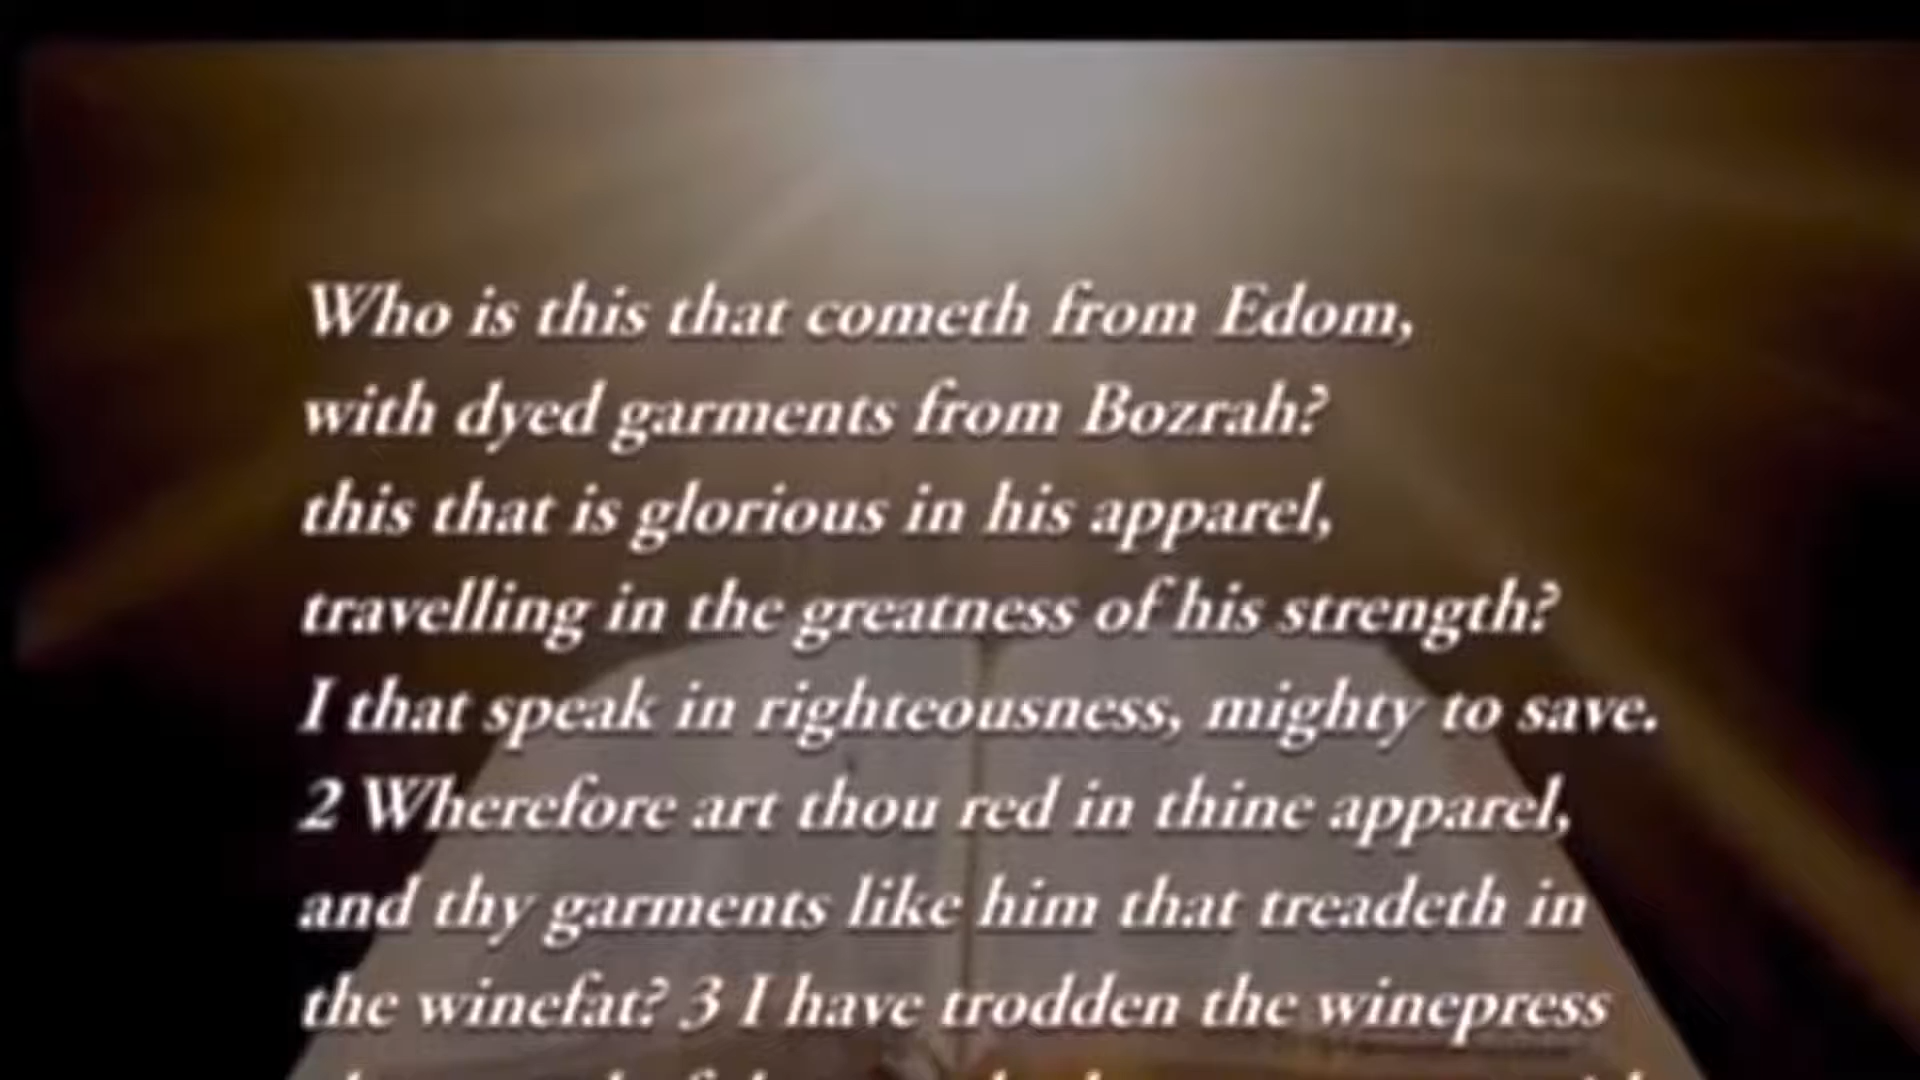 Who is this that cometh from Edom,
with dyed garments from Bozrah?
this that is glorious in his apparel,
travelling in the greatness of his strength?
I that speak in righteousness, mighty to save.
2 Wherefore art thou red in thine apparel,
and thy garments like him that treadeth in
the winefat? 3 I have trodden the winepress